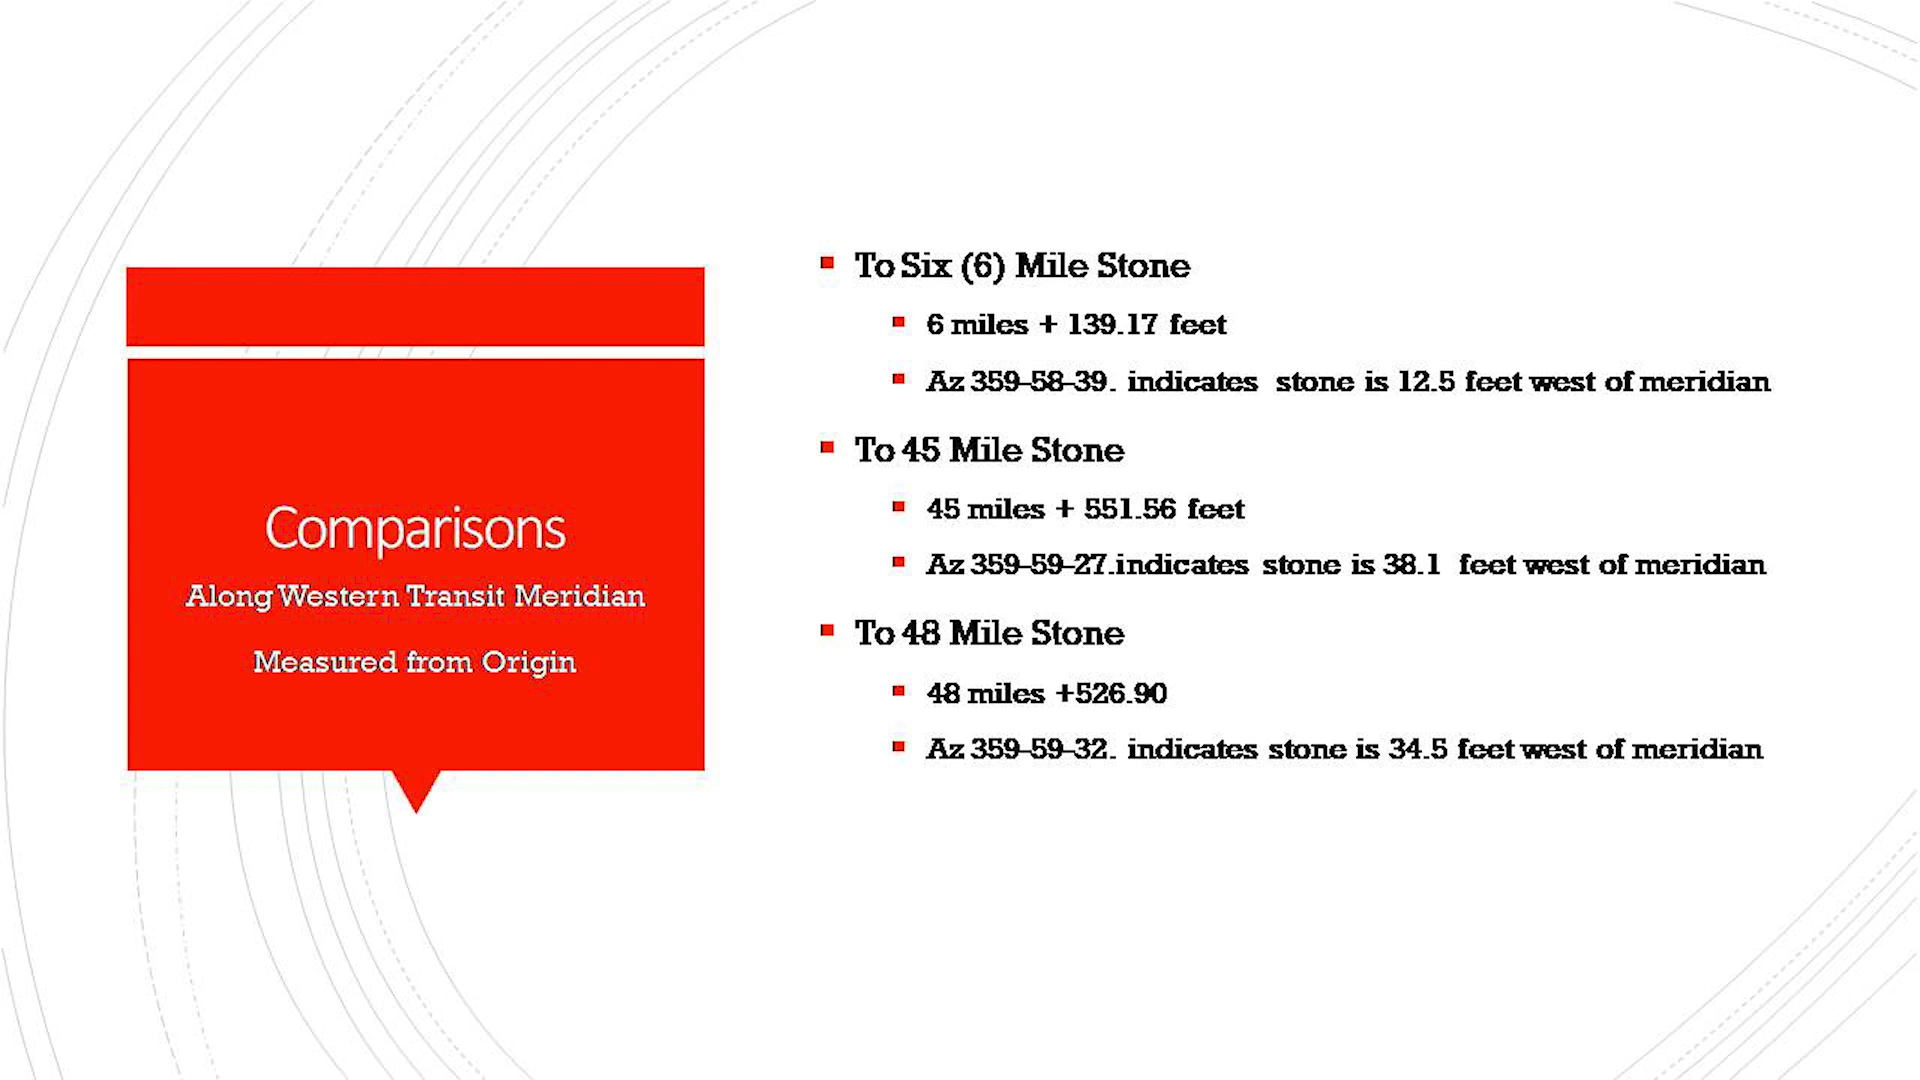 Comparisons
Along Western Transit Meridian
Measured from Origin
To Six (6) Mile Stone
6 miles + 139.17 feet
Az 359-58-39. indicates stone is 12.5 feet west of meridian
To 45 Mile Stone
45 miles + 551.56 feet
Az 359-59-27.indicates stone is 38.1 feet west of meridian
To 48 Mile Stone
48 miles +526.90
Az 359-59-32. indicates stone is 34.5 feet west of meridian